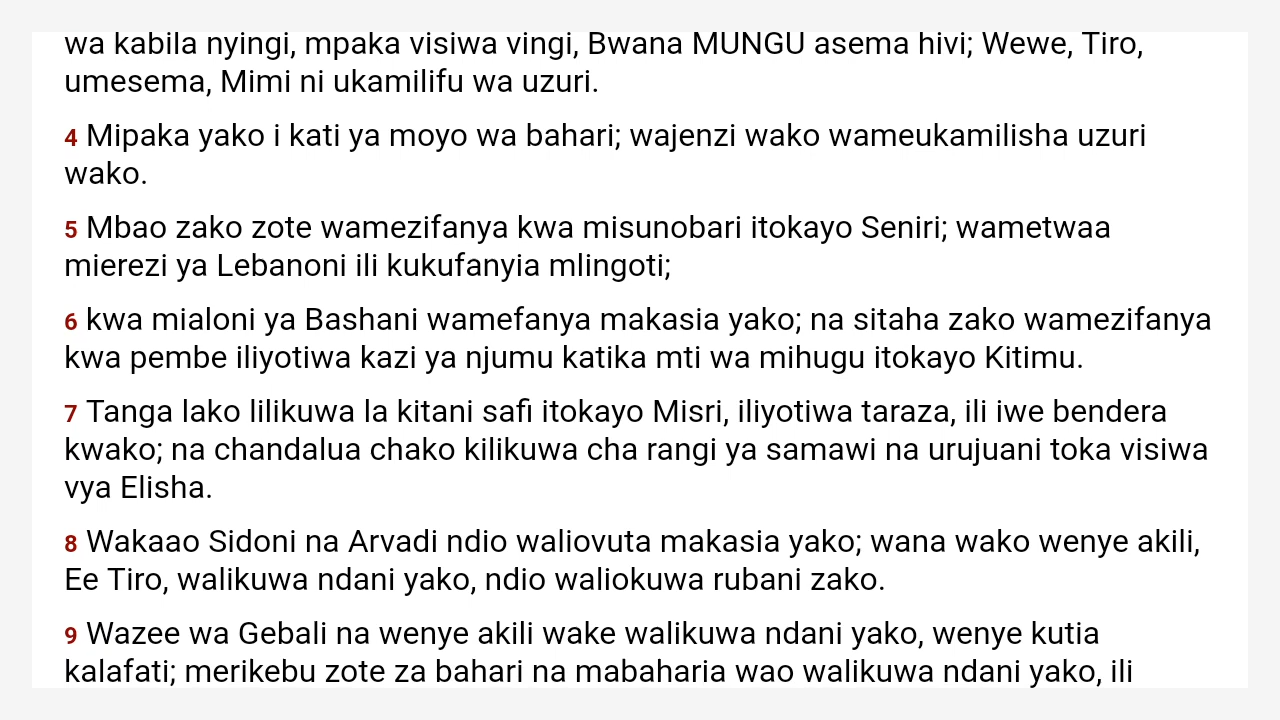 wa kabila nyingi, mpaka visiwa vingi, Bwana MUNGU asema hivi; Wewe, Tiro,
umesema, Mimi ni ukamilifu wa uzuri.
4 Mipaka yako i kati ya moyo wa bahari; wajenzi wako wameukamilisha uzuri
wako.
5 Mbao zako zote wamezifanya kwa misunobari itokayo Seniri; wametwaa
mierezi ya Lebanoni ili kukufanyia mlingoti;
6 kwa mialoni ya Bashani wamefanya makasia yako; na sitaha zako wamezifanya
kwa pembe iliyotiwa kazi ya njumu katika mti wa mihugu itokayo Kitimu.
7 Tanga lako lilikuwa la kitani safi itokayo Misri, iliyotiwa taraza, ili iwe bendera
kwako; na chandalua chako kilikuwa cha rangi ya samawi na urujuani toka visiwa
vya Elisha.
8 Wakaao Sidoni na Arvadi ndio waliovuta makasia yako; wana wako wenye akili,
Ee Tiro, walikuwa ndani yako, ndio waliokuwa rubani zako.
9 Wazee wa Gebali na wenye akili wake walikuwa ndani yako, wenye kutia
kalafati; merikebu zote za bahari na mabaharia wao walikuwa ndani yako, ili